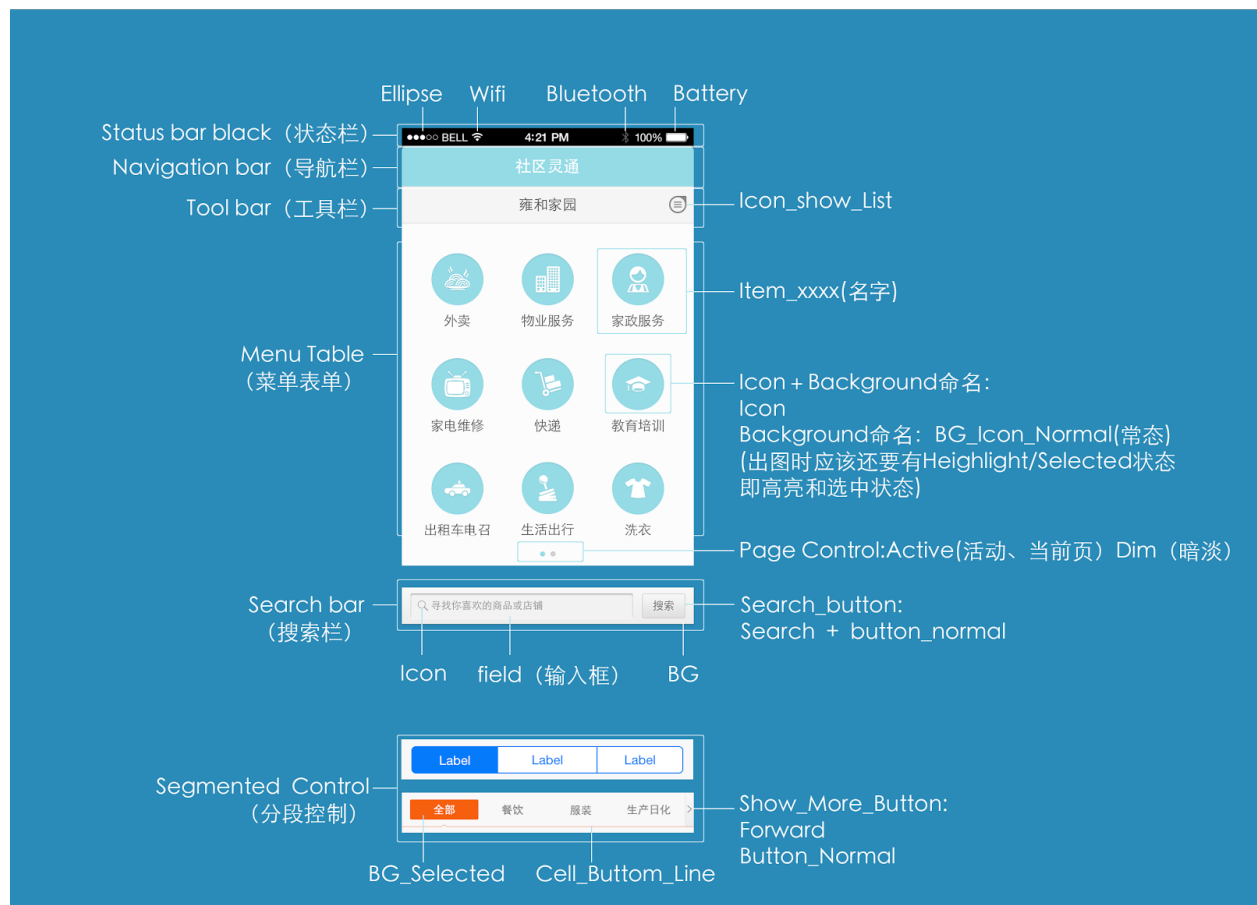 Ellipse Wifi Bluetooth Battery
Status bar black（状态栏）
●●●○○ BELL 4:21 PM 100%
Navigation bar（导航栏）
社区灵通
Tool bar（工具栏）
雍和家园
Icon_show_List
外卖 物业服务 家政服务
Item_xxxx(名字)
Menu Table
（菜单表单）
家电维修 快递 教育培训
Icon + Background命名:
Icon
Background命名: BG_Icon_Normal(常态)
(出图时应该还要有Heighlight/Selected状态
即高亮和选中状态)
出租车电召 生活出行 洗衣
Page Control:Active(活动、当前页）Dim（暗淡）
Search bar
（搜索栏）
寻找你喜欢的商品或店铺 搜索
Search_button:
Search + button_normal
Icon field（输入框） BG
Segmented Control
（分段控制）
Label Label Label
全部 餐饮 服装 生产日化 >
Show_More_Button:
Forward
Button_Normal
BG_Selected Cell_Buttom_Line